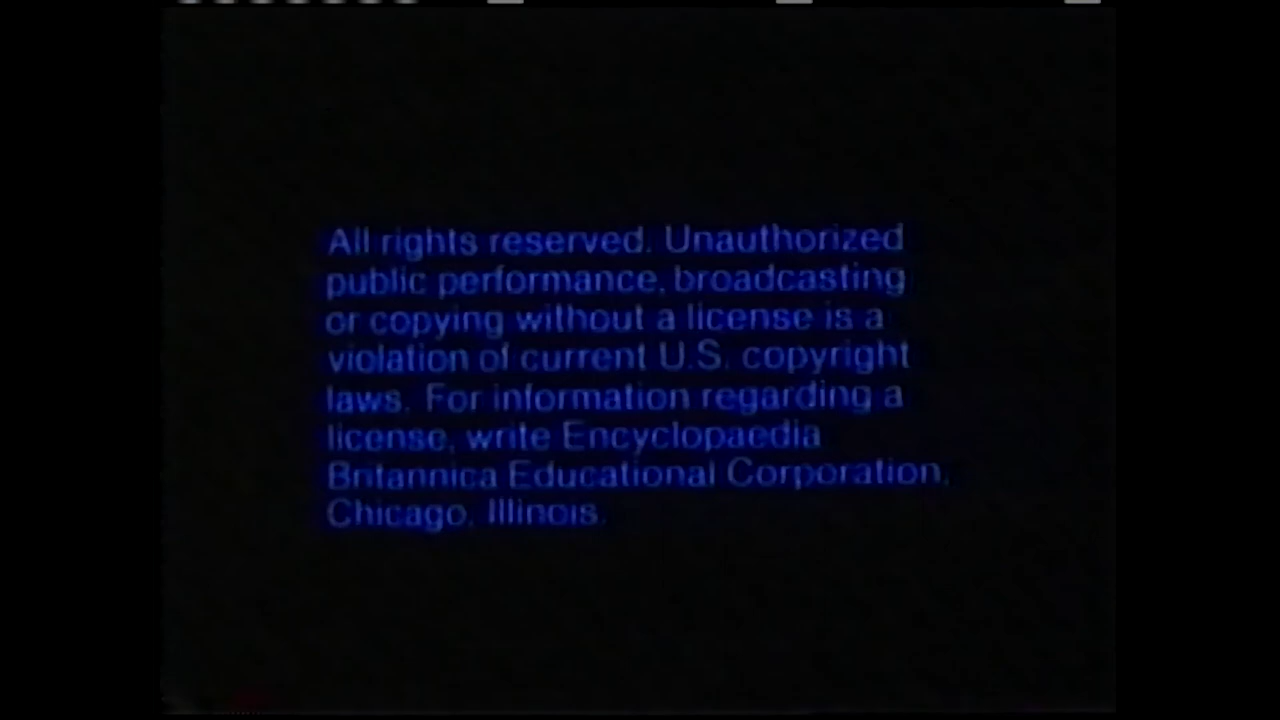 All rights reserved. Unauthorized
public performance, broadcasting
or copying without a license is a
violation of current U.S. copyright
laws. For information regarding a
license, write Encyclopaedia
Britannica Educational Corporation,
Chicago, Illinois.